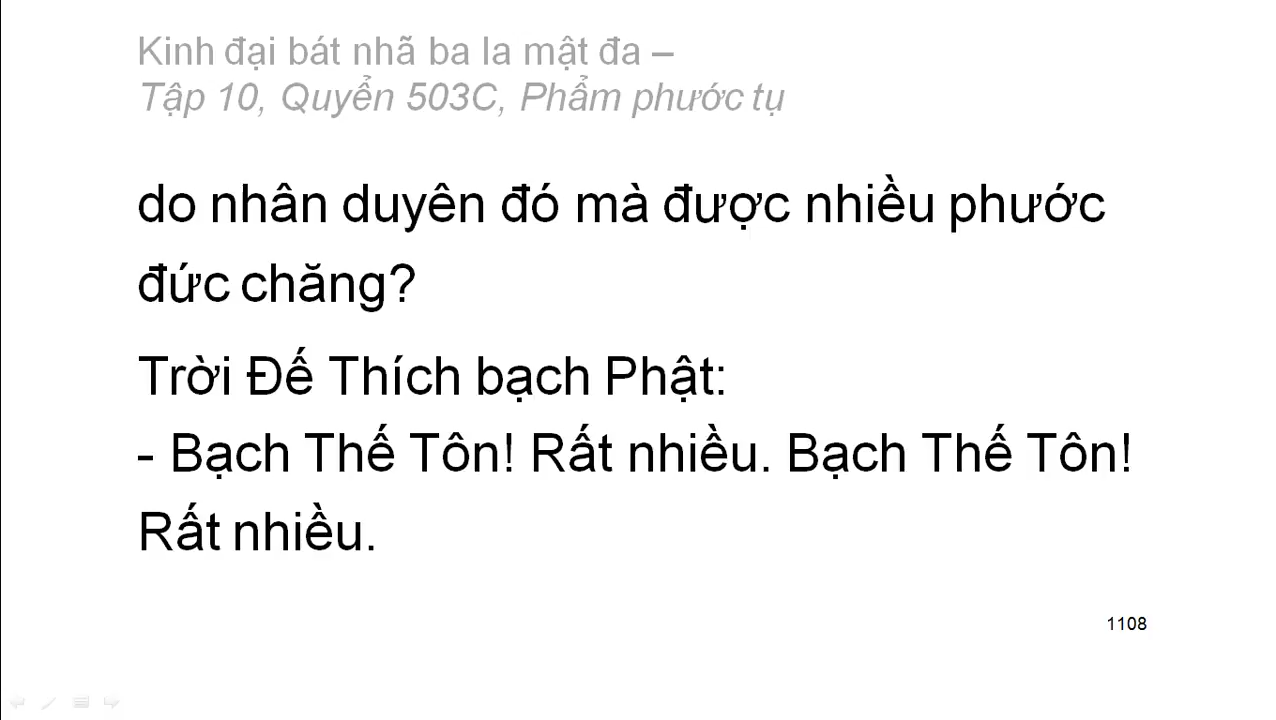 Kinh đại bát nhã ba la mật đa –
Tập 10, Quyển 503C, Phẩm phước tụ
do nhân duyên đó mà được nhiều phước
đức chăng?
Trời Đế Thích bạch Phật:
- Bạch Thế Tôn! Rất nhiều. Bạch Thế Tôn!
Rất nhiều.
1108